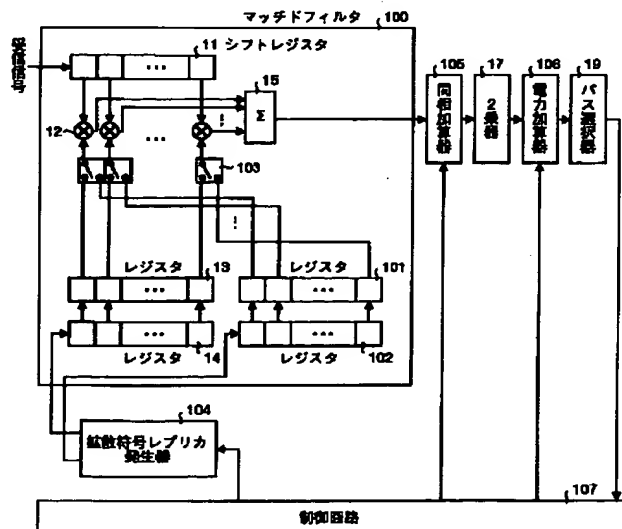 マッチドフィルタ
100
11 シフトレジスタ
15
Σ
12
103
105
同相加算器
17
2乗器
106
電力加算器
19
パス選択器
レジスタ
13
レジスタ
101
レジスタ
14
レジスタ
102
104
拡散符号レプリカ
発生器
107
制御回路